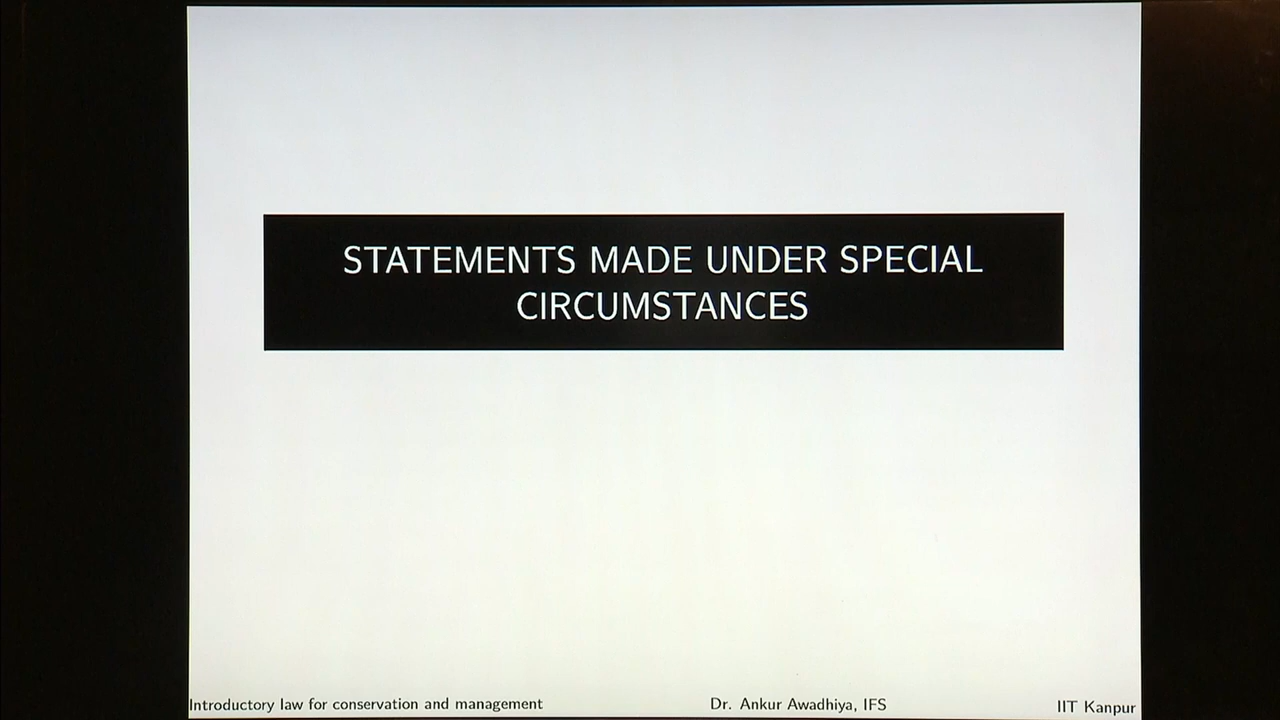 STATEMENTS MADE UNDER SPECIAL
CIRCUMSTANCES
Introductory law for conservation and management Dr. Ankur Awadhiya, IFS IIT Kanpur